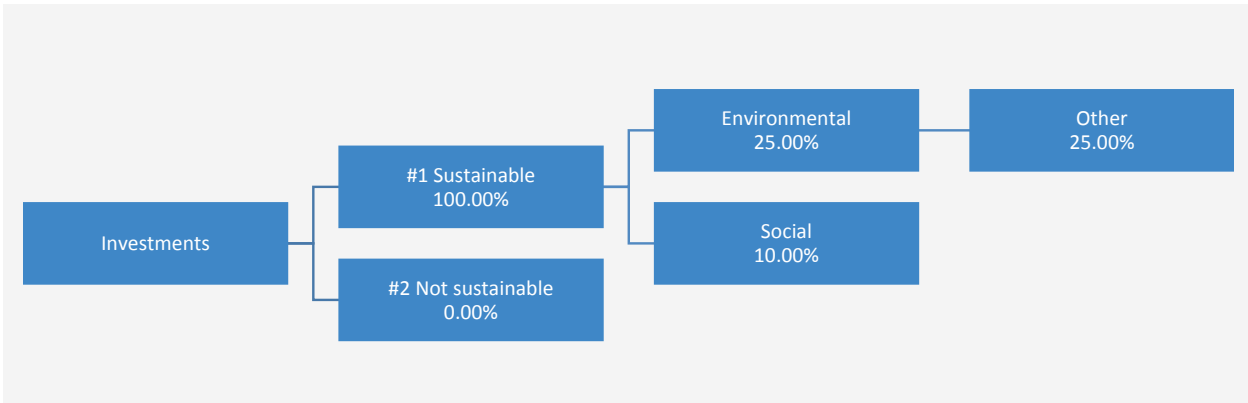 Investments
#1 Sustainable
100.00%
#2 Not sustainable
0.00%
Environmental
25.00%
Social
10.00%
Other
25.00%